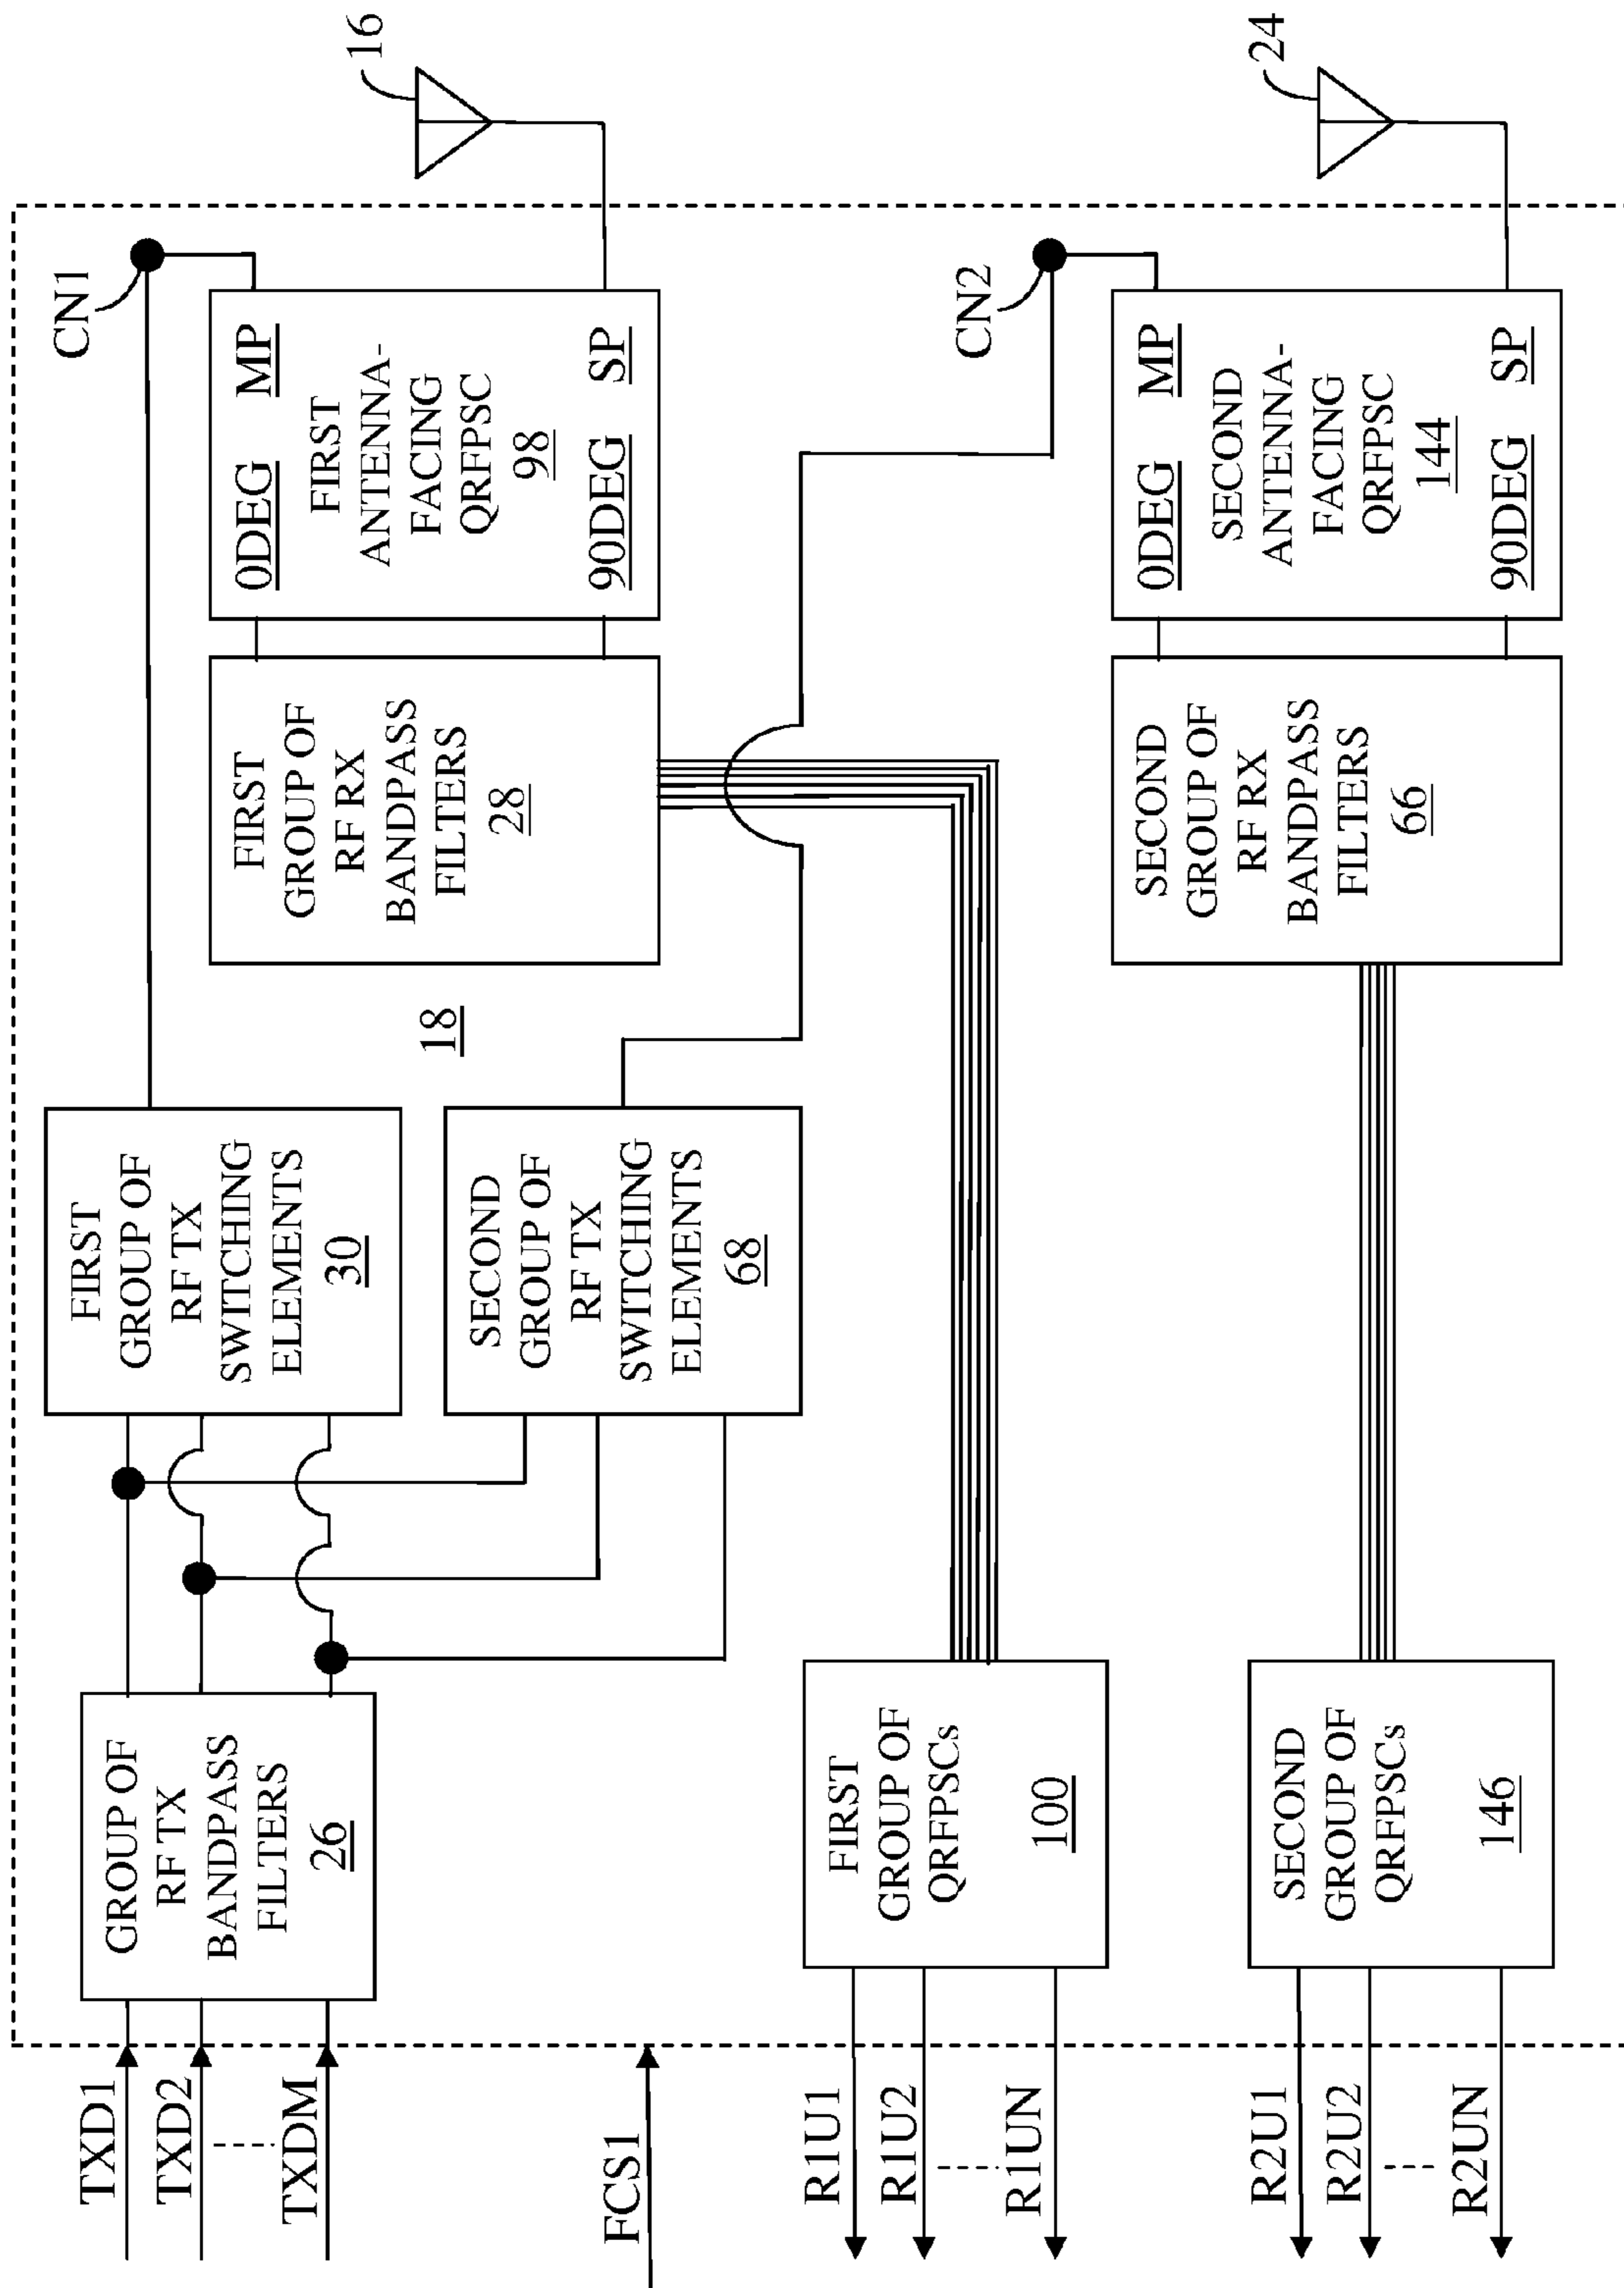 TXD1
TXD2
TXDM
FCS1
R1U1
R1U2
R1UN
R2U1
R2U2
R2UN
GROUP OF
RF TX
BANDPASS
FILTERS
26
FIRST
GROUP OF
RF TX
SWITCHING
ELEMENTS
30
SECOND
GROUP OF
RF TX
SWITCHING
ELEMENTS
68
18
FIRST
GROUP OF
QRFPSCs
100
SECOND
GROUP OF
QRFPSCs
146
FIRST
GROUP OF
RF RX
BANDPASS
FILTERS
28
SECOND
GROUP OF
RF RX
BANDPASS
FILTERS
66
CN1
0DEG MP
FIRST
ANTENNA-
FACING
QRFPSC
98
90DEG SP
16
CN2
0DEG MP
SECOND
ANTENNA-
FACING
QRFPSC
144
90DEG SP
24